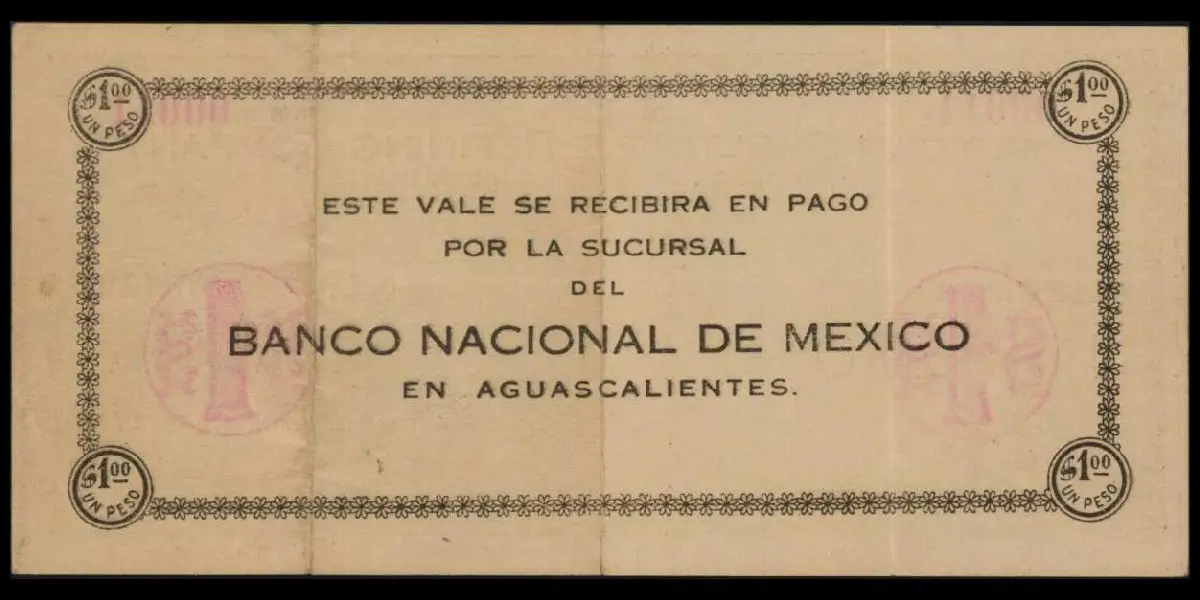 $1.00 $1.00
UN PESO UN PESO
ESTE VALE SE RECIBIRA EN PAGO
POR LA SUCURSAL
DEL
BANCO NACIONAL DE MEXICO
EN AGUASCALIENTES.
$1.00 $1.00
UN PESO UN PESO